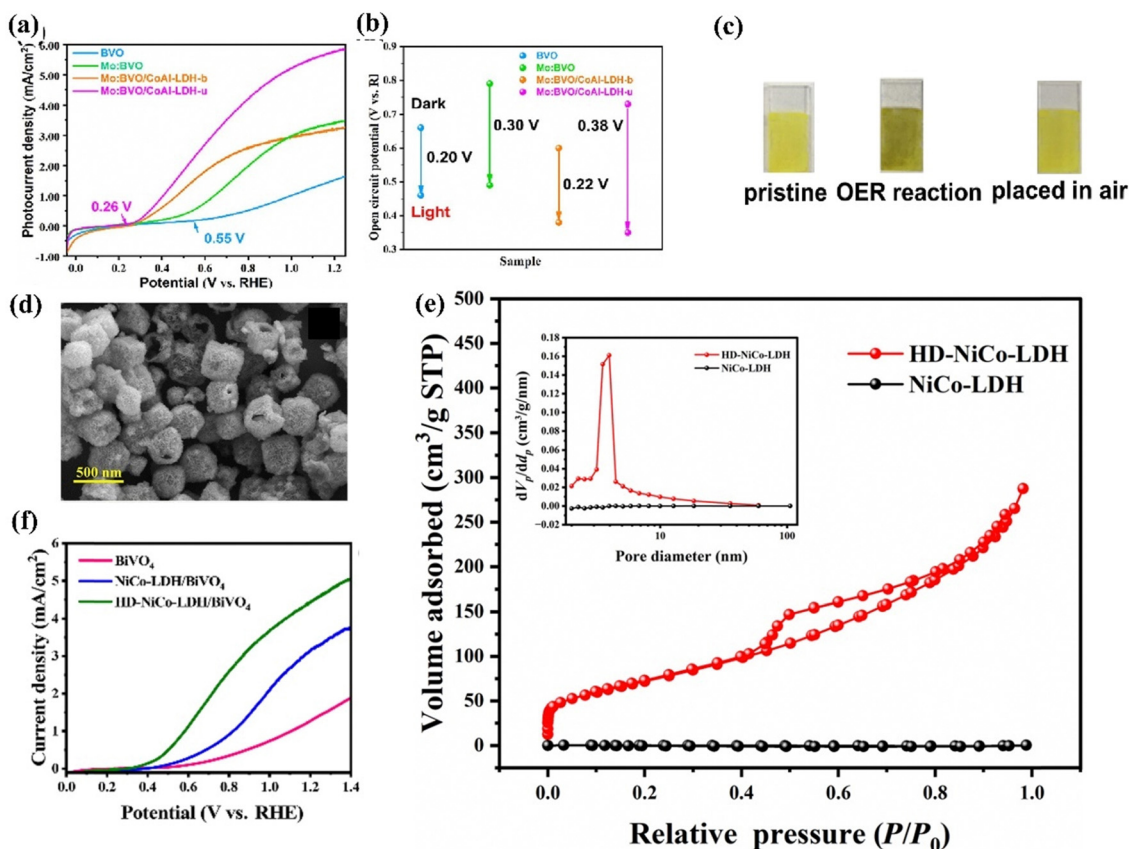 (a)
Photocurrent density (mA/cm²)
6.00
5.00
4.00
3.00
2.00
1.00
0.00
-1.00
BVO
Mo:BVO
Mo:BVO/CoAl-LDH-b
Mo:BVO/CoAl-LDH-u
0.26 V
0.55 V
0.0 0.2 0.4 0.6 0.8 1.0 1.2
Potential (V vs. RHE)
(b)
Open circuit potential (V vs. RI
0.9
0.8
0.7
0.6
0.5
0.4
0.3
BVO
Mo:BVO
Mo:BVO/CoAl-LDH-b
Mo:BVO/CoAl-LDH-u
Dark
0.20 V
Light
0.30 V
0.22 V
0.38 V
Sample
(c)
pristine OER reaction placed in air
(d)
500 nm
(e)
Volume adsorbed (cm³/g STP)
500
450
400
350
300
250
200
150
100
50
0
HD-NiCo-LDH
NiCo-LDH
dVₚ/ddₚ (cm³/g/nm)
0.18
0.16
0.14
0.12
0.10
0.08
0.06
0.04
0.02
0.00
−0.02
HD-NiCo-LDH
NiCo-LDH
10 100
Pore diameter (nm)
0.0 0.2 0.4 0.6 0.8 1.0
Relative pressure (P/P₀)
(f)
Current density (mA/cm²)
6
5
4
3
2
1
0
BiVO₄
NiCo-LDH/BiVO₄
HD-NiCo-LDH/BiVO₄
0.0 0.2 0.4 0.6 0.8 1.0 1.2 1.4
Potential (V vs. RHE)